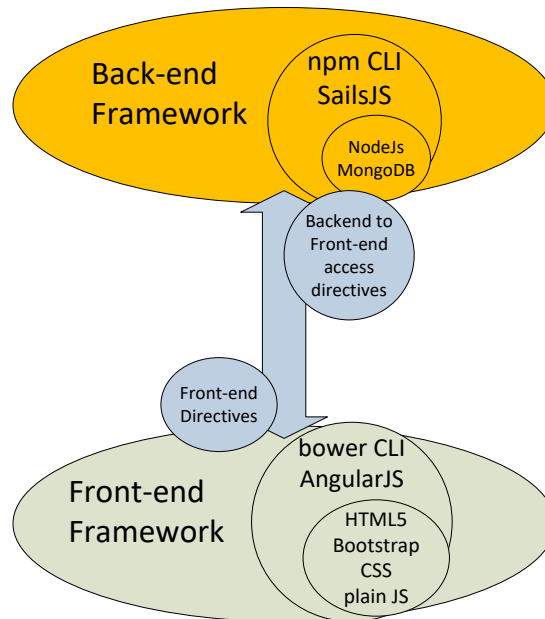 Back-end
Framework
npm CLI
SailsJS
NodeJs
MongoDB
Backend to
Front-end
access
directives
Front-end
Directives
bower CLI
AngularJS
Front-end
Framework
HTML5
Bootstrap
CSS
plain JS